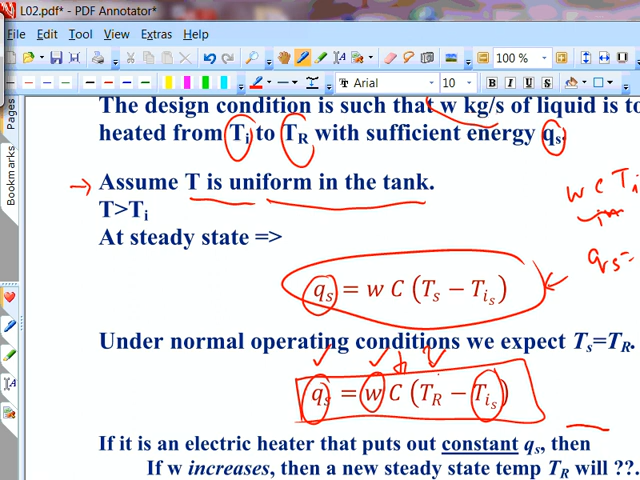 L02.pdf* - PDF Annotator*
File Edit Tool View Extras Help
100 %
Arial 10
B I U S
Pages
Bookmarks
The design condition is such that w kg/s of liquid is to
heated from Ti to TR with sufficient energy qs.
Assume T is uniform in the tank.
T>Ti
w C Ti
At steady state =>
qs =
qs = w C (Ts − Tis)
Under normal operating conditions we expect Ts=TR.
qs = w C (TR − Tis)
If it is an electric heater that puts out constant qs, then
If w increases, then a new steady state temp TR will ??.